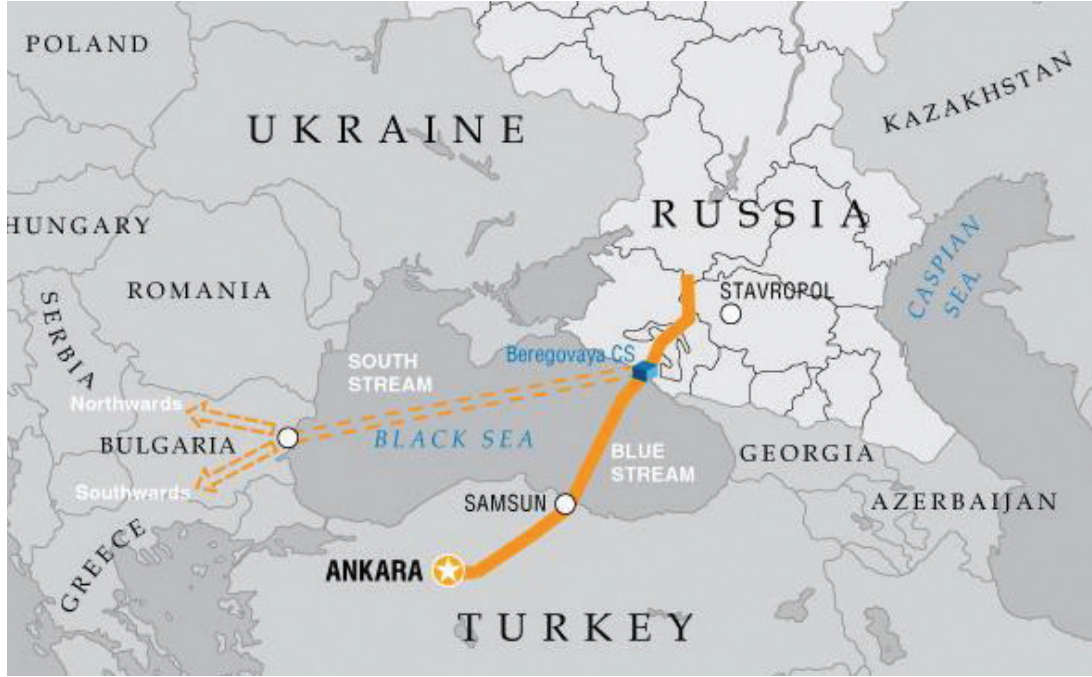 POLAND
UKRAINE
KAZAKHSTAN
HUNGARY
RUSSIA
ROMANIA
SERBIA
STAVROPOL
CASPIAN
SEA
Beregovaya CS
SOUTH
STREAM
Northwards
BULGARIA
BLACK SEA
BLUE
STREAM
GEORGIA
Southwards
SAMSUN
AZERBAIJAN
GREECE
ANKARA
TURKEY